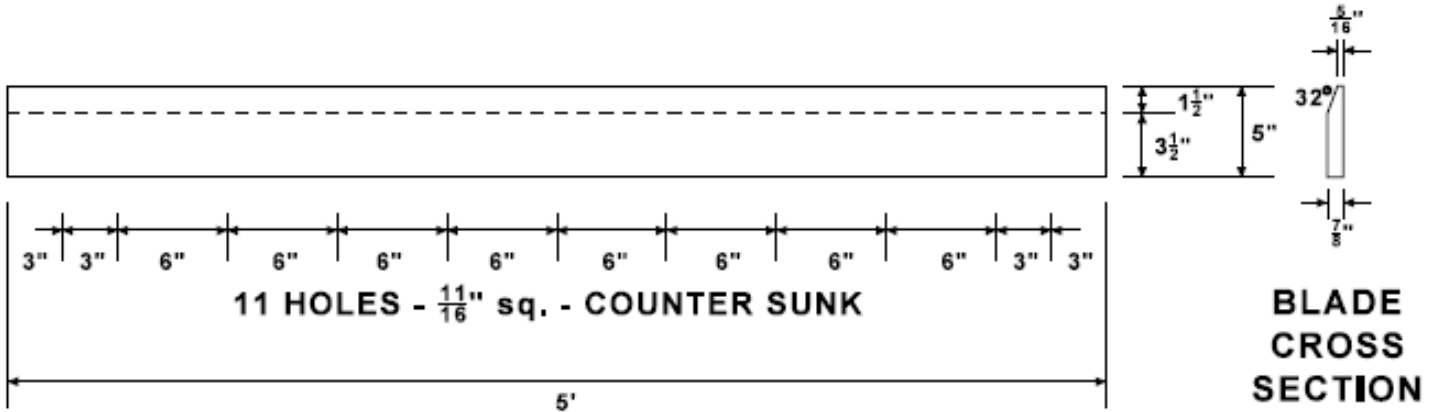 5/16"
32°
1 1/2"
3 1/2"
5"
7/8"
3" 3" 6" 6" 6" 6" 6" 6" 6" 6" 3" 3"
11 HOLES - 11/16" sq. - COUNTER SUNK
5'
BLADE
CROSS
SECTION